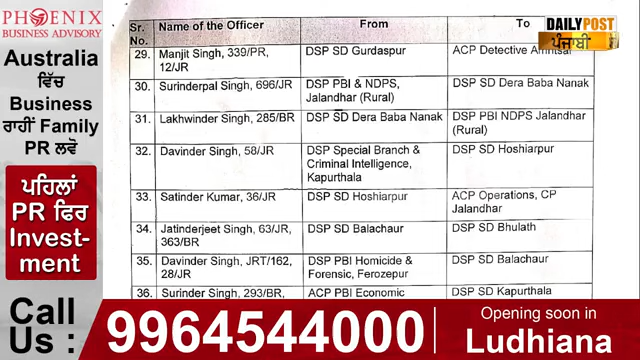 PHOENIX
BUSINESS ADVISORY
Australia
ਵਿੱਚ
Business
ਰਾਹੀਂ Family
PR ਲਵੋ
ਪਹਿਲਾਂ
PR ਫਿਰ
Invest-
ment
DAILYPOST
ਪੰਜਾਬੀ
Sr. No. Name of the Officer From To
29. Manjit Singh, 339/PR, 12/JR DSP SD Gurdaspur ACP Detective Amritsar
30. Surinderpal Singh, 696/JR DSP PBI & NDPS, Jalandhar (Rural) DSP SD Dera Baba Nanak
31. Lakhwinder Singh, 285/BR DSP SD Dera Baba Nanak DSP PBI NDPS Jalandhar (Rural)
32. Davinder Singh, 58/JR DSP Special Branch & Criminal Intelligence, Kapurthala DSP SD Hoshiarpur
33. Satinder Kumar, 36/JR DSP SD Hoshiarpur ACP Operations, CP Jalandhar
34. Jatinderjeet Singh, 63/JR, 363/BR DSP SD Balachaur DSP SD Bhulath
35. Davinder Singh, JRT/162, 28/JR DSP PBI Homicide & Forensic, Ferozepur DSP SD Balachaur
36. Surinder Singh, 293/BR, ACP PBI Economic DSP SD Kapurthala
Call
Us :
9964544000
Opening soon in
Ludhiana